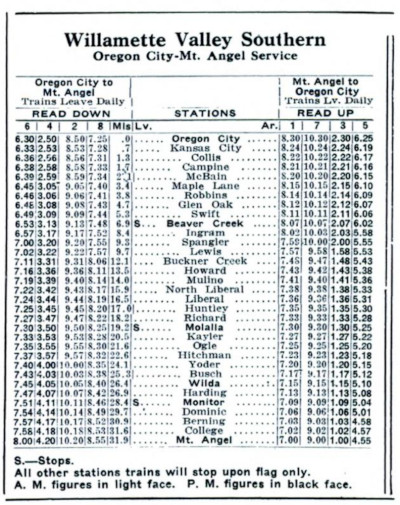 Willamette Valley Southern
Oregon City-Mt. Angel Service
Oregon City to Mt. Angel Mt. Angel to Oregon City
Trains Leave Daily Trains Lv. Daily
READ DOWN STATIONS READ UP
6 4 2 8 Mls Lv. Ar. 1 7 3 5
6.30 2.50 8.50 7.25 .0 Oregon City 8.30 10.30 2.30 6.25
6.33 2.53 8.53 7.28 Kansas City 8.24 10.24 2.24 6.19
6.36 2.56 8.56 7.31 1.3 Collis 8.22 10.22 2.22 6.17
6.38 2.58 8.58 7.33 1.7 Campine 8.21 10.21 2.21 6.16
6.39 2.59 8.59 7.34 2.1 McBain 8.20 10.20 2.20 6.15
6.45 3.05 9.05 7.40 3.4 Maple Lane 8.15 10.15 2.15 6.10
6.46 3.06 9.06 7.41 3.8 Robbins 8.14 10.14 2.14 6.09
6.48 3.08 9.08 7.43 4.7 Glen Oak 8.12 10.12 2.12 6.07
6.49 3.09 9.09 7.44 5.3 Swift 8.11 10.11 2.11 6.06
6.53 3.13 9.13 7.48 6.9 S... Beaver Creek 8.07 10.07 2.07 6.02
6.57 3.17 9.17 7.52 8.4 Ingram 8.02 10.03 2.03 5.58
7.00 3.20 9.20 7.55 9.3 Spangler 7.59 10.00 2.00 5.55
7.02 3.22 9.22 7.57 9.7 Lewis 7.57 9.58 1.58 5.53
7.11 3.31 9.31 8.06 12.1 Buckner Creek 7.45 9.47 1.48 5.43
7.16 3.36 9.36 8.11 13.5 Howard 7.43 9.42 1.43 5.38
7.19 3.39 9.40 8.14 14.0 Mulino 7.41 9.40 1.41 5.36
7.22 3.42 9.43 8.17 15.9 North Liberal 7.38 9.38 1.38 5.33
7.24 3.44 9.44 8.19 16.5 Liberal 7.36 9.36 1.36 5.31
7.25 3.45 9.45 8.20 17.0 Huntley 7.35 9.35 1.35 5.30
7.27 3.47 9.47 8.22 18.2 Richard 7.33 9.33 1.33 5.28
7.20 3.50 9.50 8.25 19.2 S... Molalla 7.30 9.30 1.30 5.25
7.33 3.53 9.53 8.28 20.5 Kayler 7.27 9.27 1.27 5.22
7.35 3.55 9.55 8.30 21.6 Ogle 7.25 9.25 1.25 5.20
7.37 3.57 9.57 8.32 22.6 Hitchman 7.23 9.23 1.23 5.18
7.40 4.00 10.00 8.35 24.1 Yoder 7.20 9.20 1.20 5.15
7.43 4.03 10.03 8.38 25.3 Busch 7.17 9.17 1.17 5.12
7.45 4.05 10.05 8.40 26.4 Wilda 7.15 9.15 1.15 5.10
7.47 4.07 10.07 8.42 26.9 Harding 7.13 9.13 1.13 5.08
7.51 4.11 10.11 8.46 28.4 S... Monitor 7.09 9.09 1.09 5.04
7.54 4.14 10.14 8.49 29.7 Dominic 7.06 9.06 1.06 5.01
7.57 4.17 10.17 8.52 30.9 Berning 7.03 9.03 1.03 4.58
7.58 4.18 10.18 8.53 31.6 College 7.02 9.02 1.02 4.57
8.00 4.20 10.20 8.55 31.9 Mt. Angel 7.00 9.00 1.00 4.55
S.—Stops.
All other stations trains will stop upon flag only.
A. M. figures in light face. P. M. figures in black face.